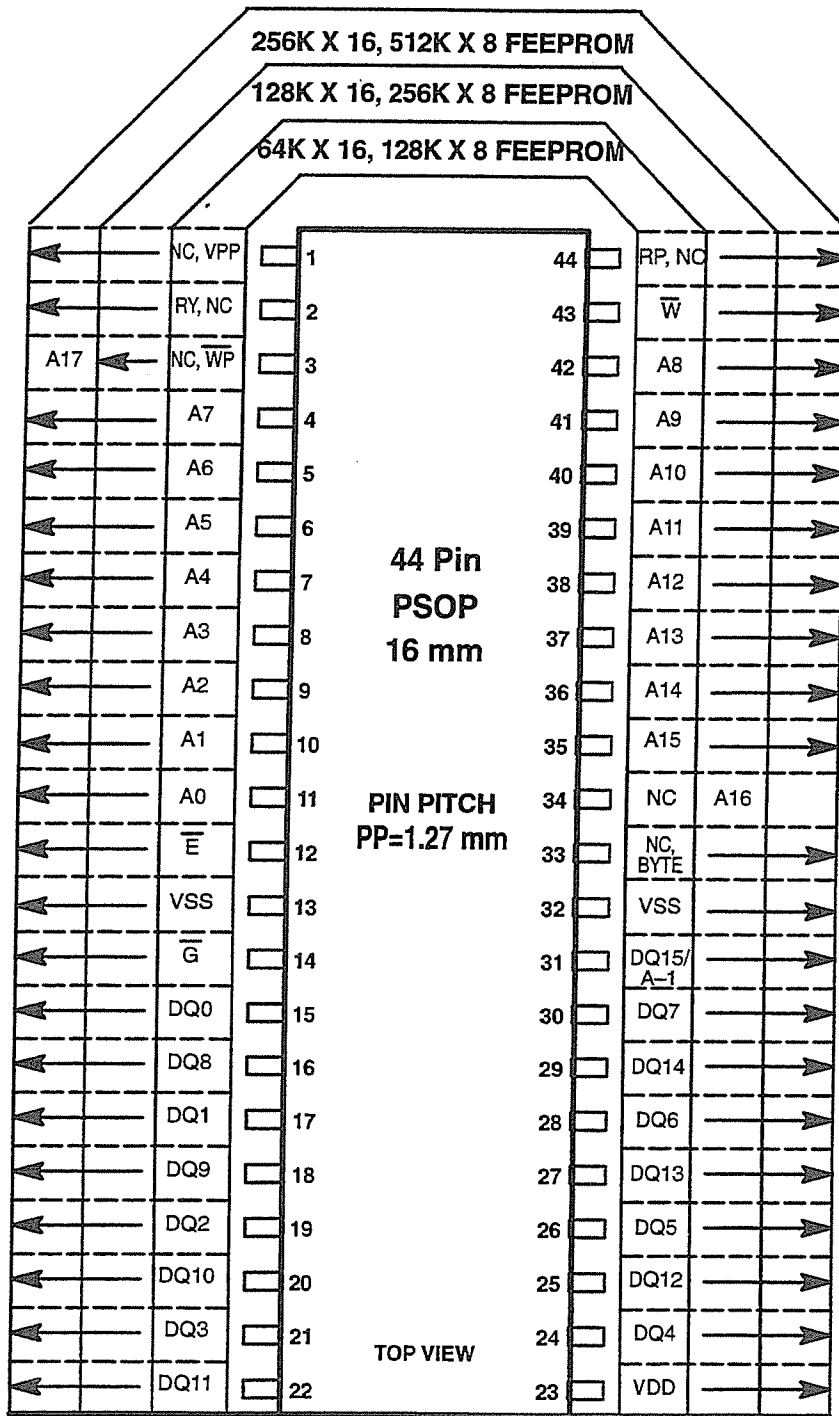 256K X 16, 512K X 8 FEEPROM
128K X 16, 256K X 8 FEEPROM
64K X 16, 128K X 8 FEEPROM
NC, VPP 1 44 RP, NC
RY, NC 2 43 W̅
A17 NC, W̅P̅ 3 42 A8
A7 4 41 A9
A6 5 40 A10
A5 6 39 A11
A4 7 38 A12
44 Pin
PSOP
16 mm
A3 8 37 A13
A2 9 36 A14
A1 10 35 A15
A0 11 34 NC A16
PIN PITCH
PP=1.27 mm
E̅ 12 33 NC,
B̅Y̅T̅E̅
VSS 13 32 VSS
G̅ 14 31 DQ15/
A–1
DQ0 15 30 DQ7
DQ8 16 29 DQ14
DQ1 17 28 DQ6
DQ9 18 27 DQ13
DQ2 19 26 DQ5
DQ10 20 25 DQ12
DQ3 21 24 DQ4
TOP VIEW
DQ11 22 23 VDD